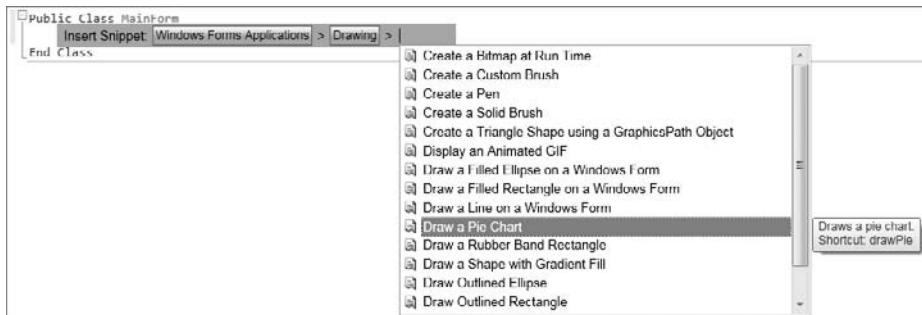 Public Class MainForm
Insert Snippet: Windows Forms Applications > Drawing >
End Class
Create a Bitmap at Run Time
Create a Custom Brush
Create a Pen
Create a Solid Brush
Create a Triangle Shape using a GraphicsPath Object
Display an Animated GIF
Draw a Filled Ellipse on a Windows Form
Draw a Filled Rectangle on a Windows Form
Draw a Line on a Windows Form
Draw a Pie Chart
Draws a pie chart.
Shortcut: drawPie
Draw a Rubber Band Rectangle
Draw a Shape with Gradient Fill
Draw Outlined Ellipse
Draw Outlined Rectangle